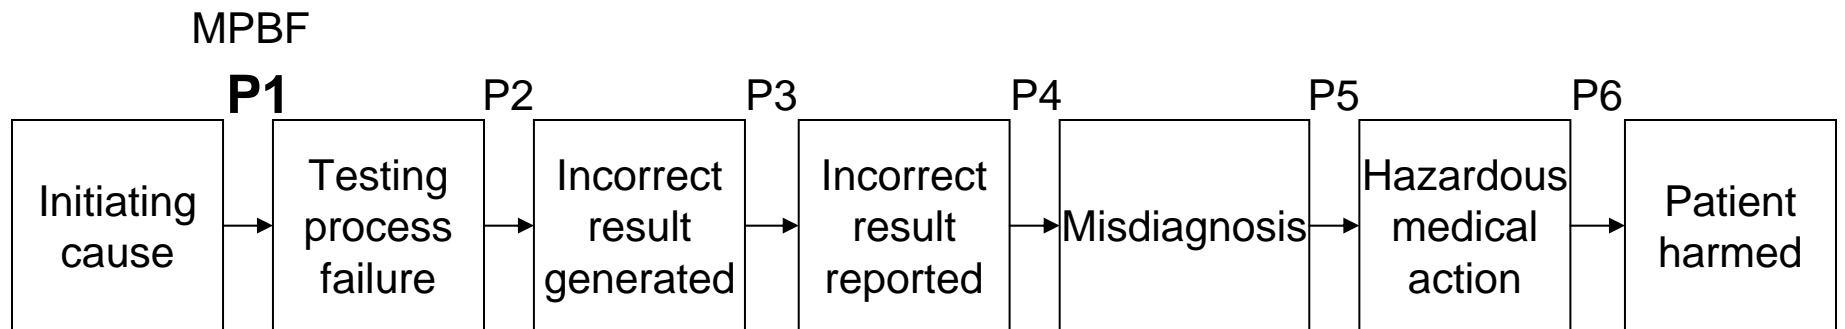 MPBF
P1
P2
P3
P4
P5
P6
Initiating
cause
Testing
process
failure
Incorrect
result
generated
Incorrect
result
reported
Misdiagnosis
Hazardous
medical
action
Patient
harmed